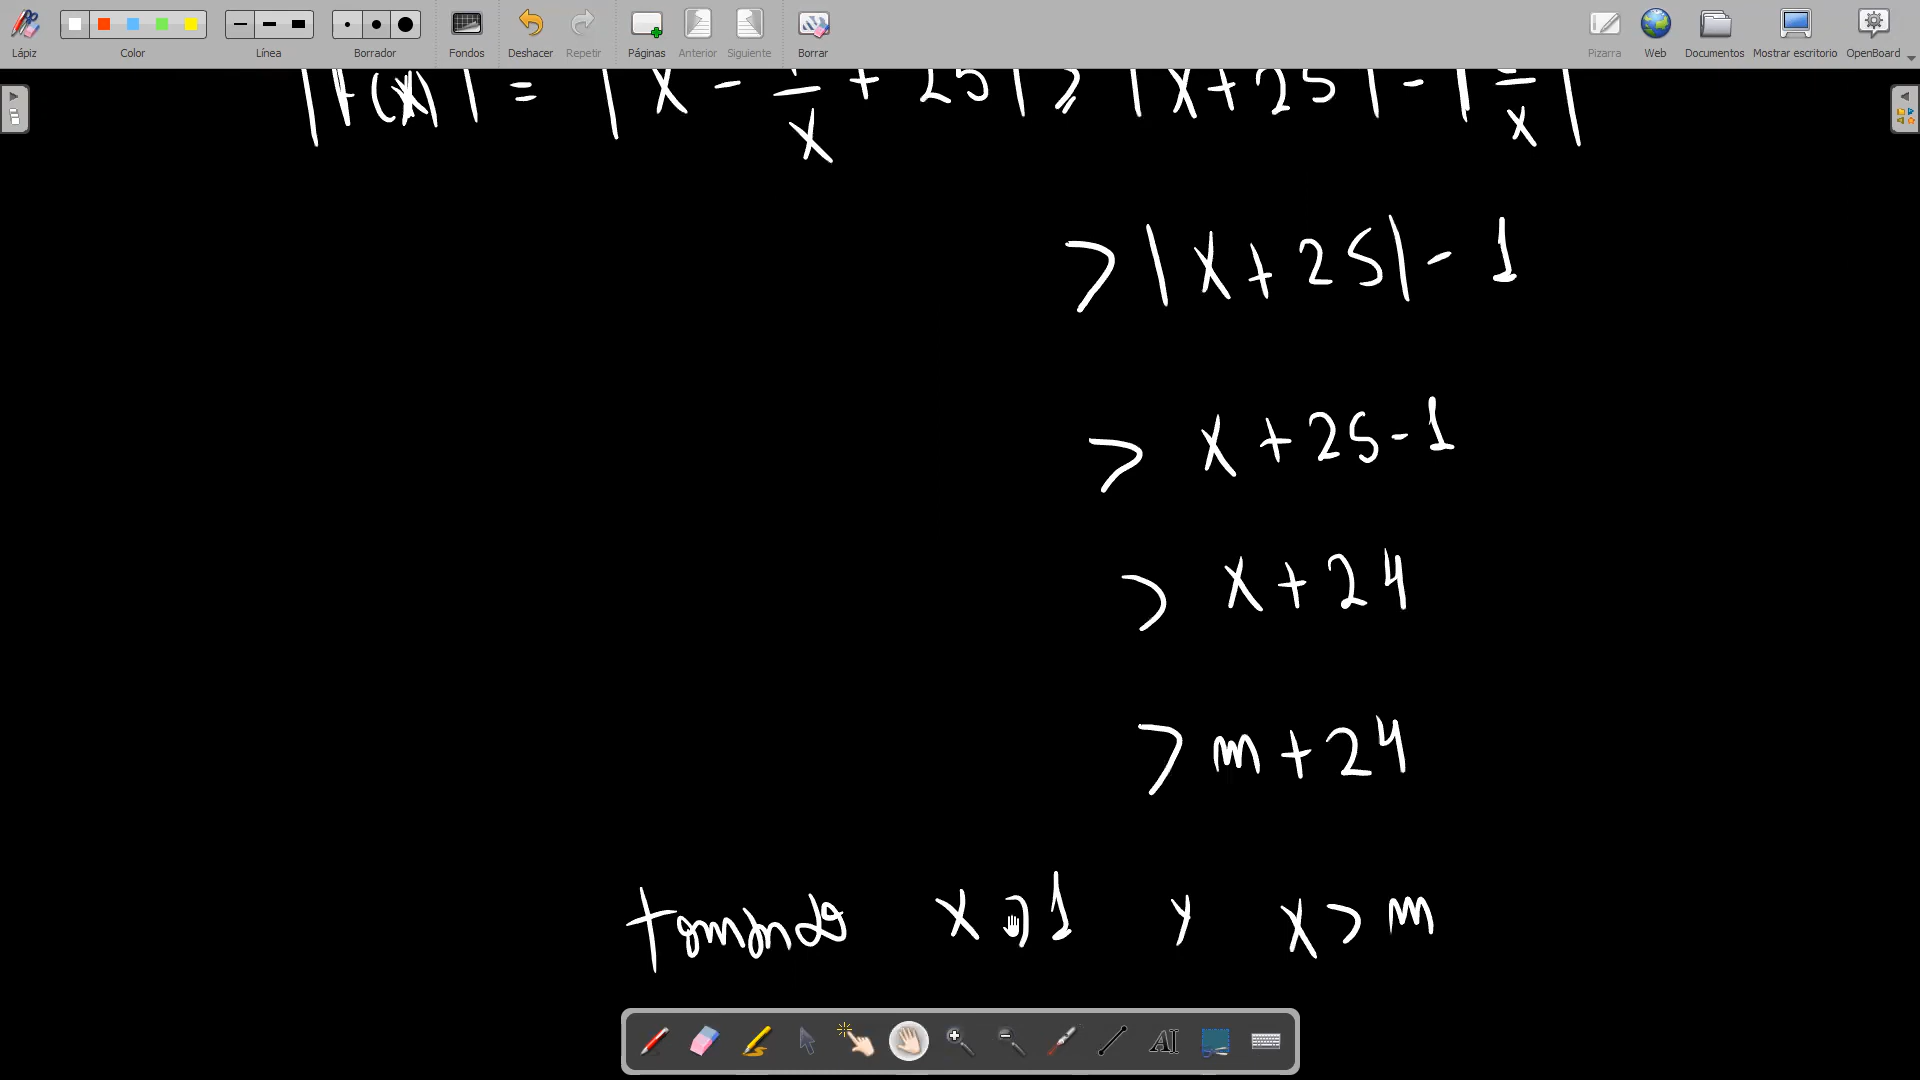 Lápiz Color Línea Borrador Fondos Deshacer Repetir Páginas Anterior Siguiente Borrar Pizarra Web Documentos Mostrar escritorio OpenBoard
|f(x)| = |x - 1/x + 25| ≥ |x + 25| - |1/x|
> |x + 25| - 1
> x + 25 - 1
> x + 24
> m + 24
tomando x > 1 y x > m
AI